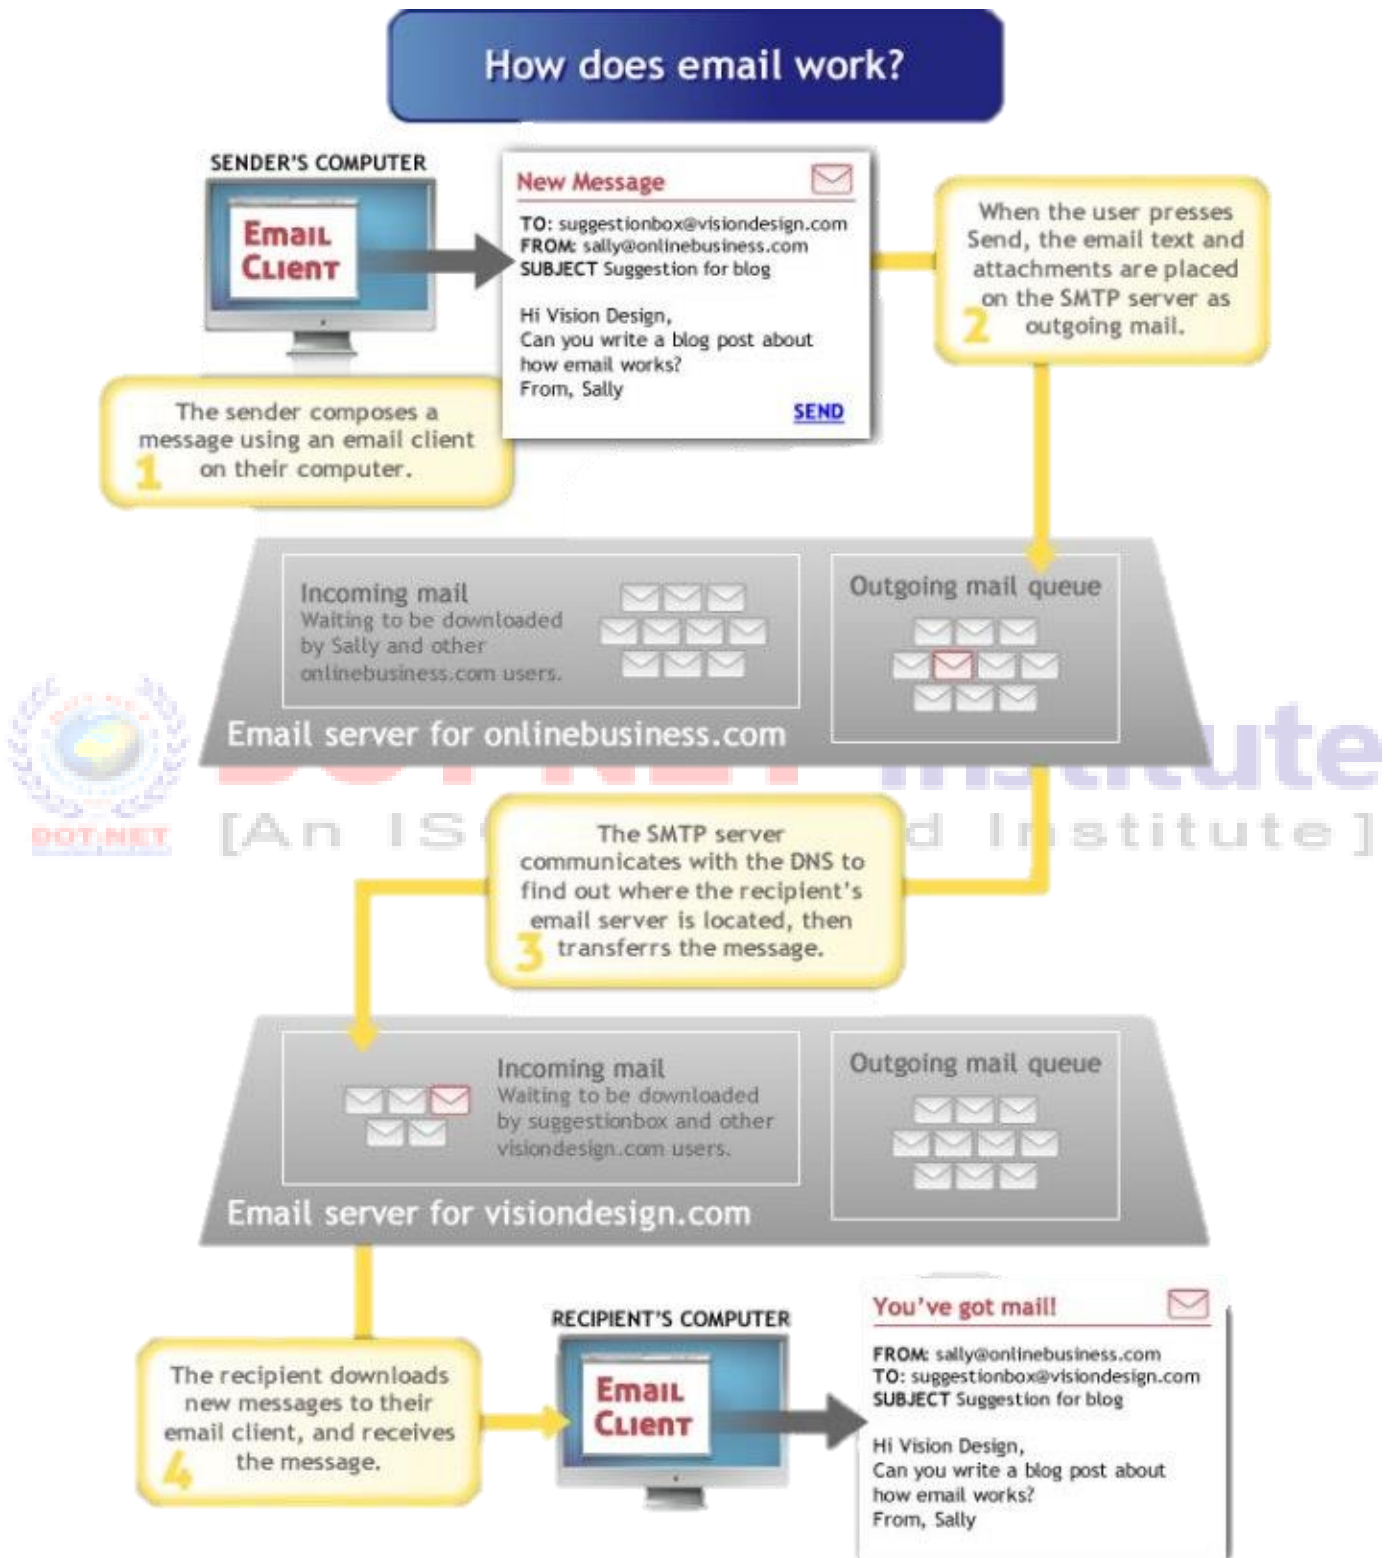 How does email work?
SENDER'S COMPUTER
EMAIL
CLIENT
New Message
TO: suggestionbox@visiondesign.com
FROM: sally@onlinebusiness.com
SUBJECT Suggestion for blog
Hi Vision Design,
Can you write a blog post about
how email works?
From, Sally
SEND
The sender composes a
message using an email client
1 on their computer.
When the user presses
Send, the email text and
attachments are placed
on the SMTP server as
2 outgoing mail.
Incoming mail
Waiting to be downloaded
by Sally and other
onlinebusiness.com users.
Outgoing mail queue
Email server for onlinebusiness.com
DOT-NET
The SMTP server
communicates with the DNS to
find out where the recipient's
email server is located, then
3 transferrs the message.
Incoming mail
Waiting to be downloaded
by suggestionbox and other
visiondesign.com users.
Outgoing mail queue
Email server for visiondesign.com
The recipient downloads
new messages to their
email client, and receives
4 the message.
RECIPIENT'S COMPUTER
EMAIL
CLIENT
You've got mail!
FROM: sally@onlinebusiness.com
TO: suggestionbox@visiondesign.com
SUBJECT Suggestion for blog
Hi Vision Design,
Can you write a blog post about
how email works?
From, Sally